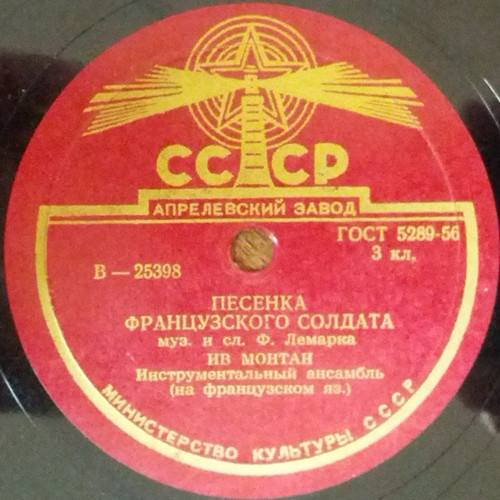 СССР
АПРЕЛЕВСКИЙ ЗАВОД
ГОСТ 5289-56
3 кл.
В — 25398
ПЕСЕНКА
ФРАНЦУЗСКОГО СОЛДАТА
муз. и сл. Ф. Лемарка
ИВ МОНТАН
Инструментальный ансамбль
(на французском яз.)
МИНИСТЕРСТВО КУЛЬТУРЫ СССР